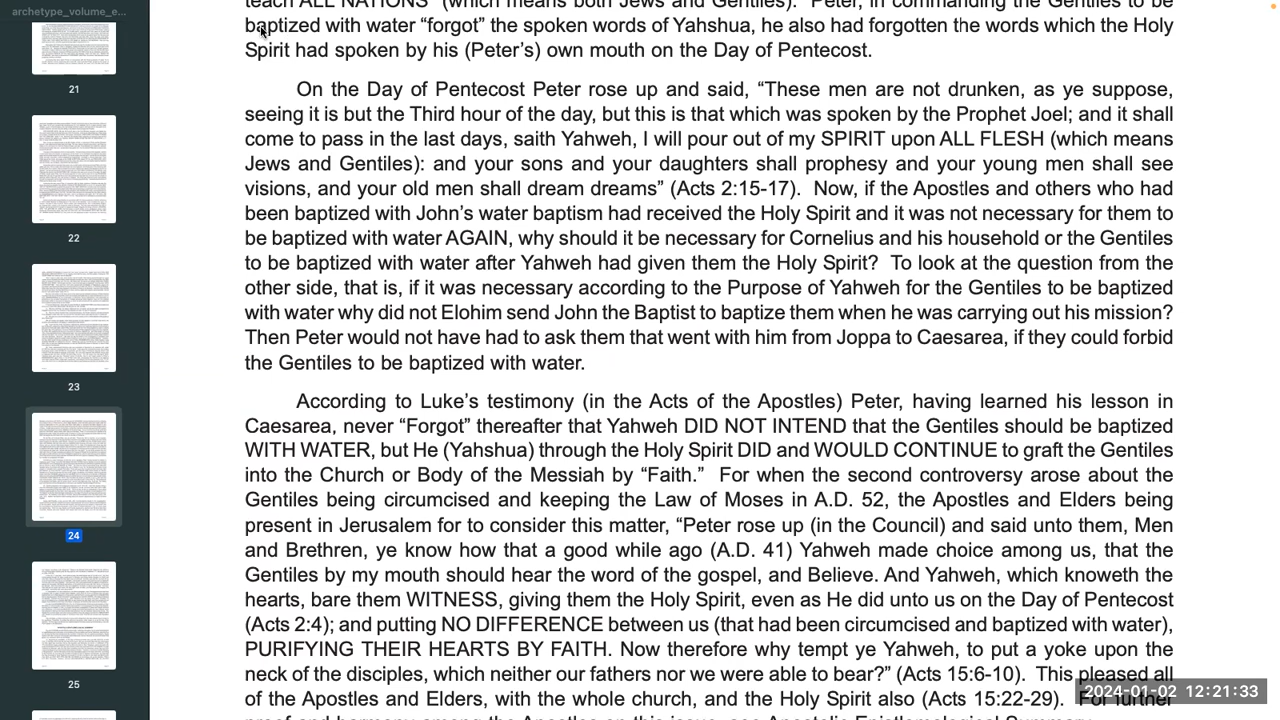 archetype_volume_e...
21
22
23
24
25
teach ALL NATIONS" (which means both Jews and Gentiles). Peter, in commanding the Gentiles to be
baptized with water "forgot" the spoken words of Yahshua and had forgot the words which the Holy
Spirit had spoken by his (Peter's) own mouth on the Day of Pentecost.
On the Day of Pentecost Peter rose up and said, "These men are not drunken, as ye suppose,
seeing it is but the Third hour of the day, but this is that which was spoken by the Prophet Joel; and it shall
come to pass in the last days, saith Yahweh, I will pour out my SPIRIT upon ALL FLESH (which means
Jews and Gentiles); and your sons and your daughters shall prophesy and your young men shall see
visions, and your old men shall dream dreams" (Acts 2:15-17). Now, if the Apostles and others who had
been baptized with John's water baptism had received the Holy Spirit and it was not necessary for them to
be baptized with water AGAIN, why should it be necessary for Cornelius and his household or the Gentiles
to be baptized with water after Yahweh had given them the Holy Spirit? To look at the question from the
other side, that is, if it was necessary according to the Purpose of Yahweh for the Gentiles to be baptized
with water why did not Elohim send John the Baptist to baptize them when he was carrying out his mission?
Then Peter would not have had to ask them that went with him from Joppa to Caesarea, if they could forbid
the Gentiles to be baptized with water.
According to Luke's testimony (in the Acts of the Apostles) Peter, having learned his lesson in
Caesarea, never "Forgot" thereafter that Yahweh DID NOT INTEND that the Gentiles should be baptized
WITH WATER, but He (Yahshua) through the Holy Spirit DID and WOULD CONTINUE to graft the Gentiles
into the Church or body of Yahshua by "Faith." For when the second controversy arose about the
Gentiles being circumcised and keeping the Law of Moses in A.D. 52, the Apostles and Elders being
present in Jerusalem for to consider this matter, "Peter rose up (in the Council) and said unto them, Men
and Brethren, ye know how that a good while ago (A.D. 41) Yahweh made choice among us, that the
Gentiles by my mouth should hear the word of the gospel and Believe. And Yahweh, which knoweth the
hearts, bare them WITNESS, giving them the Holy Spirit even as He did unto us on the Day of Pentecost
(Acts 2:4); and putting NO DIFFERENCE between us (that had been circumcised and baptized with water),
PURIFYING THEIR HEARTS BY FAITH. Now therefore why tempt ye Yahweh, to put a yoke upon the
neck of the disciples, which neither our fathers nor we were able to bear?" (Acts 15:6-10). This pleased all
of the Apostles and Elders, with the whole church, and the Holy Spirit also (Acts 15:22-29). For further
proof and harmony among the Apostles on this issue, see Apostolic Epistemological Summary.
2024-01-02 12:21:33